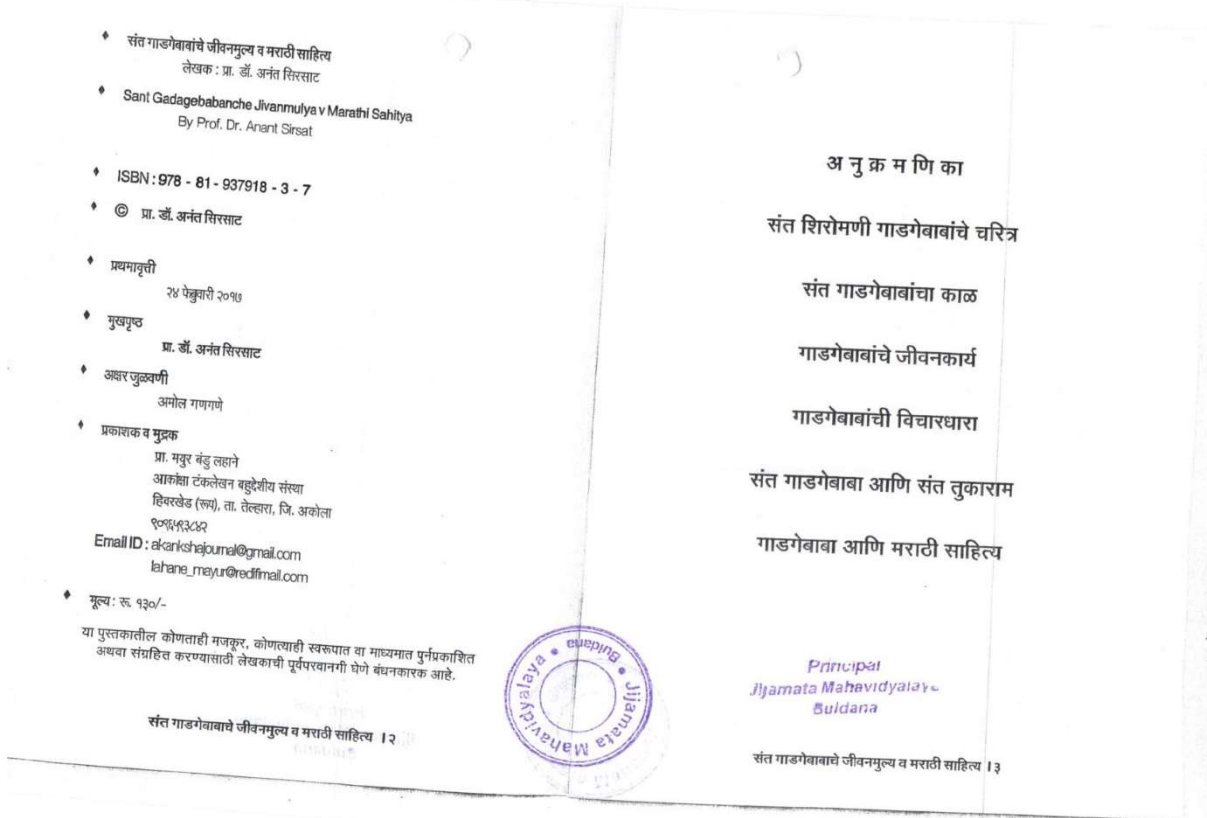 संत गाडगेबाबांचे जीवनमुल्य व मराठी साहित्य
लेखक : प्रा. डॉ. अनंत सिरसाट
Sant Gadagebabanche Jivanmulya v Marathi Sahitya
By Prof. Dr. Anant Sirsat
ISBN : 978 - 81 - 937918 - 3 - 7
© प्रा. डॉ. अनंत सिरसाट
प्रथमावृत्ती
२४ फेब्रुवारी २०१७
मुखपृष्ठ
प्रा. डॉ. अनंत सिरसाट
अक्षर जुळवणी
अमोल गणगणे
प्रकाशक व मुद्रक
प्रा. मयुर बंडु लहाने
आकांक्षा टंकलेखन बहुद्देशीय संस्था
हिवरखेड (रूप), ता. तेल्हारा, जि. अकोला
Email ID : akankshajournal@gmail.com
lahane_mayur@rediffmail.com
मूल्य : रू. १३०/-
या पुस्तकातील कोणताही मजकूर, कोणत्याही स्वरूपात वा माध्यमात पुर्नप्रकाशित
अथवा संग्रहित करण्यासाठी लेखकाची पूर्वपरवानगी घेणे बंधनकारक आहे.
संत गाडगेबाबाचे जीवनमुल्य व मराठी साहित्य । २
अ नु क्र म णि का
संत शिरोमणी गाडगेबाबांचे चरित्र
संत गाडगेबाबांचा काळ
गाडगेबाबांचे जीवनकार्य
गाडगेबाबांची विचारधारा
संत गाडगेबाबा आणि संत तुकाराम
गाडगेबाबा आणि मराठी साहित्य
Jijamata Mahavidyalaya • Buldana •
Principal
Jijamata Mahavidyalaya
Buldana
संत गाडगेबाबाचे जीवनमुल्य व मराठी साहित्य । ३